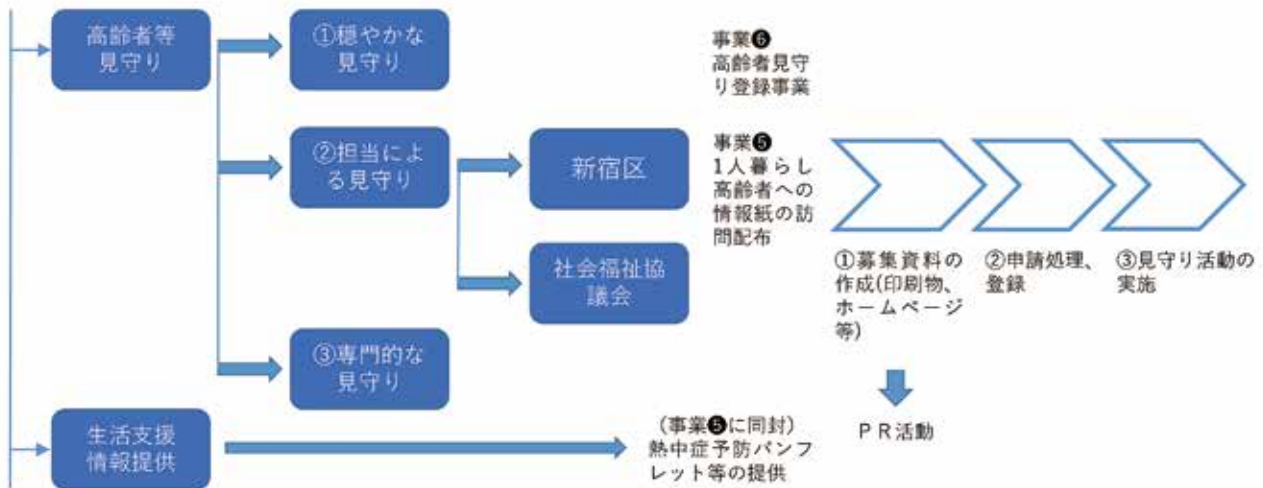 高齢者等
見守り
①穏やかな
見守り
事業❻
高齢者見守
り登録事業
②担当によ
る見守り
新宿区
事業❺
1人暮らし
高齢者への
情報紙の訪
問配布
社会福祉協
議会
①募集資料の
作成(印刷物、
ホームページ
等)
②申請処理、
登録
③見守り活動の
実施
③専門的な
見守り
PR活動
生活支援
情報提供
(事業❺に同封)
熱中症予防パンフ
レット等の提供